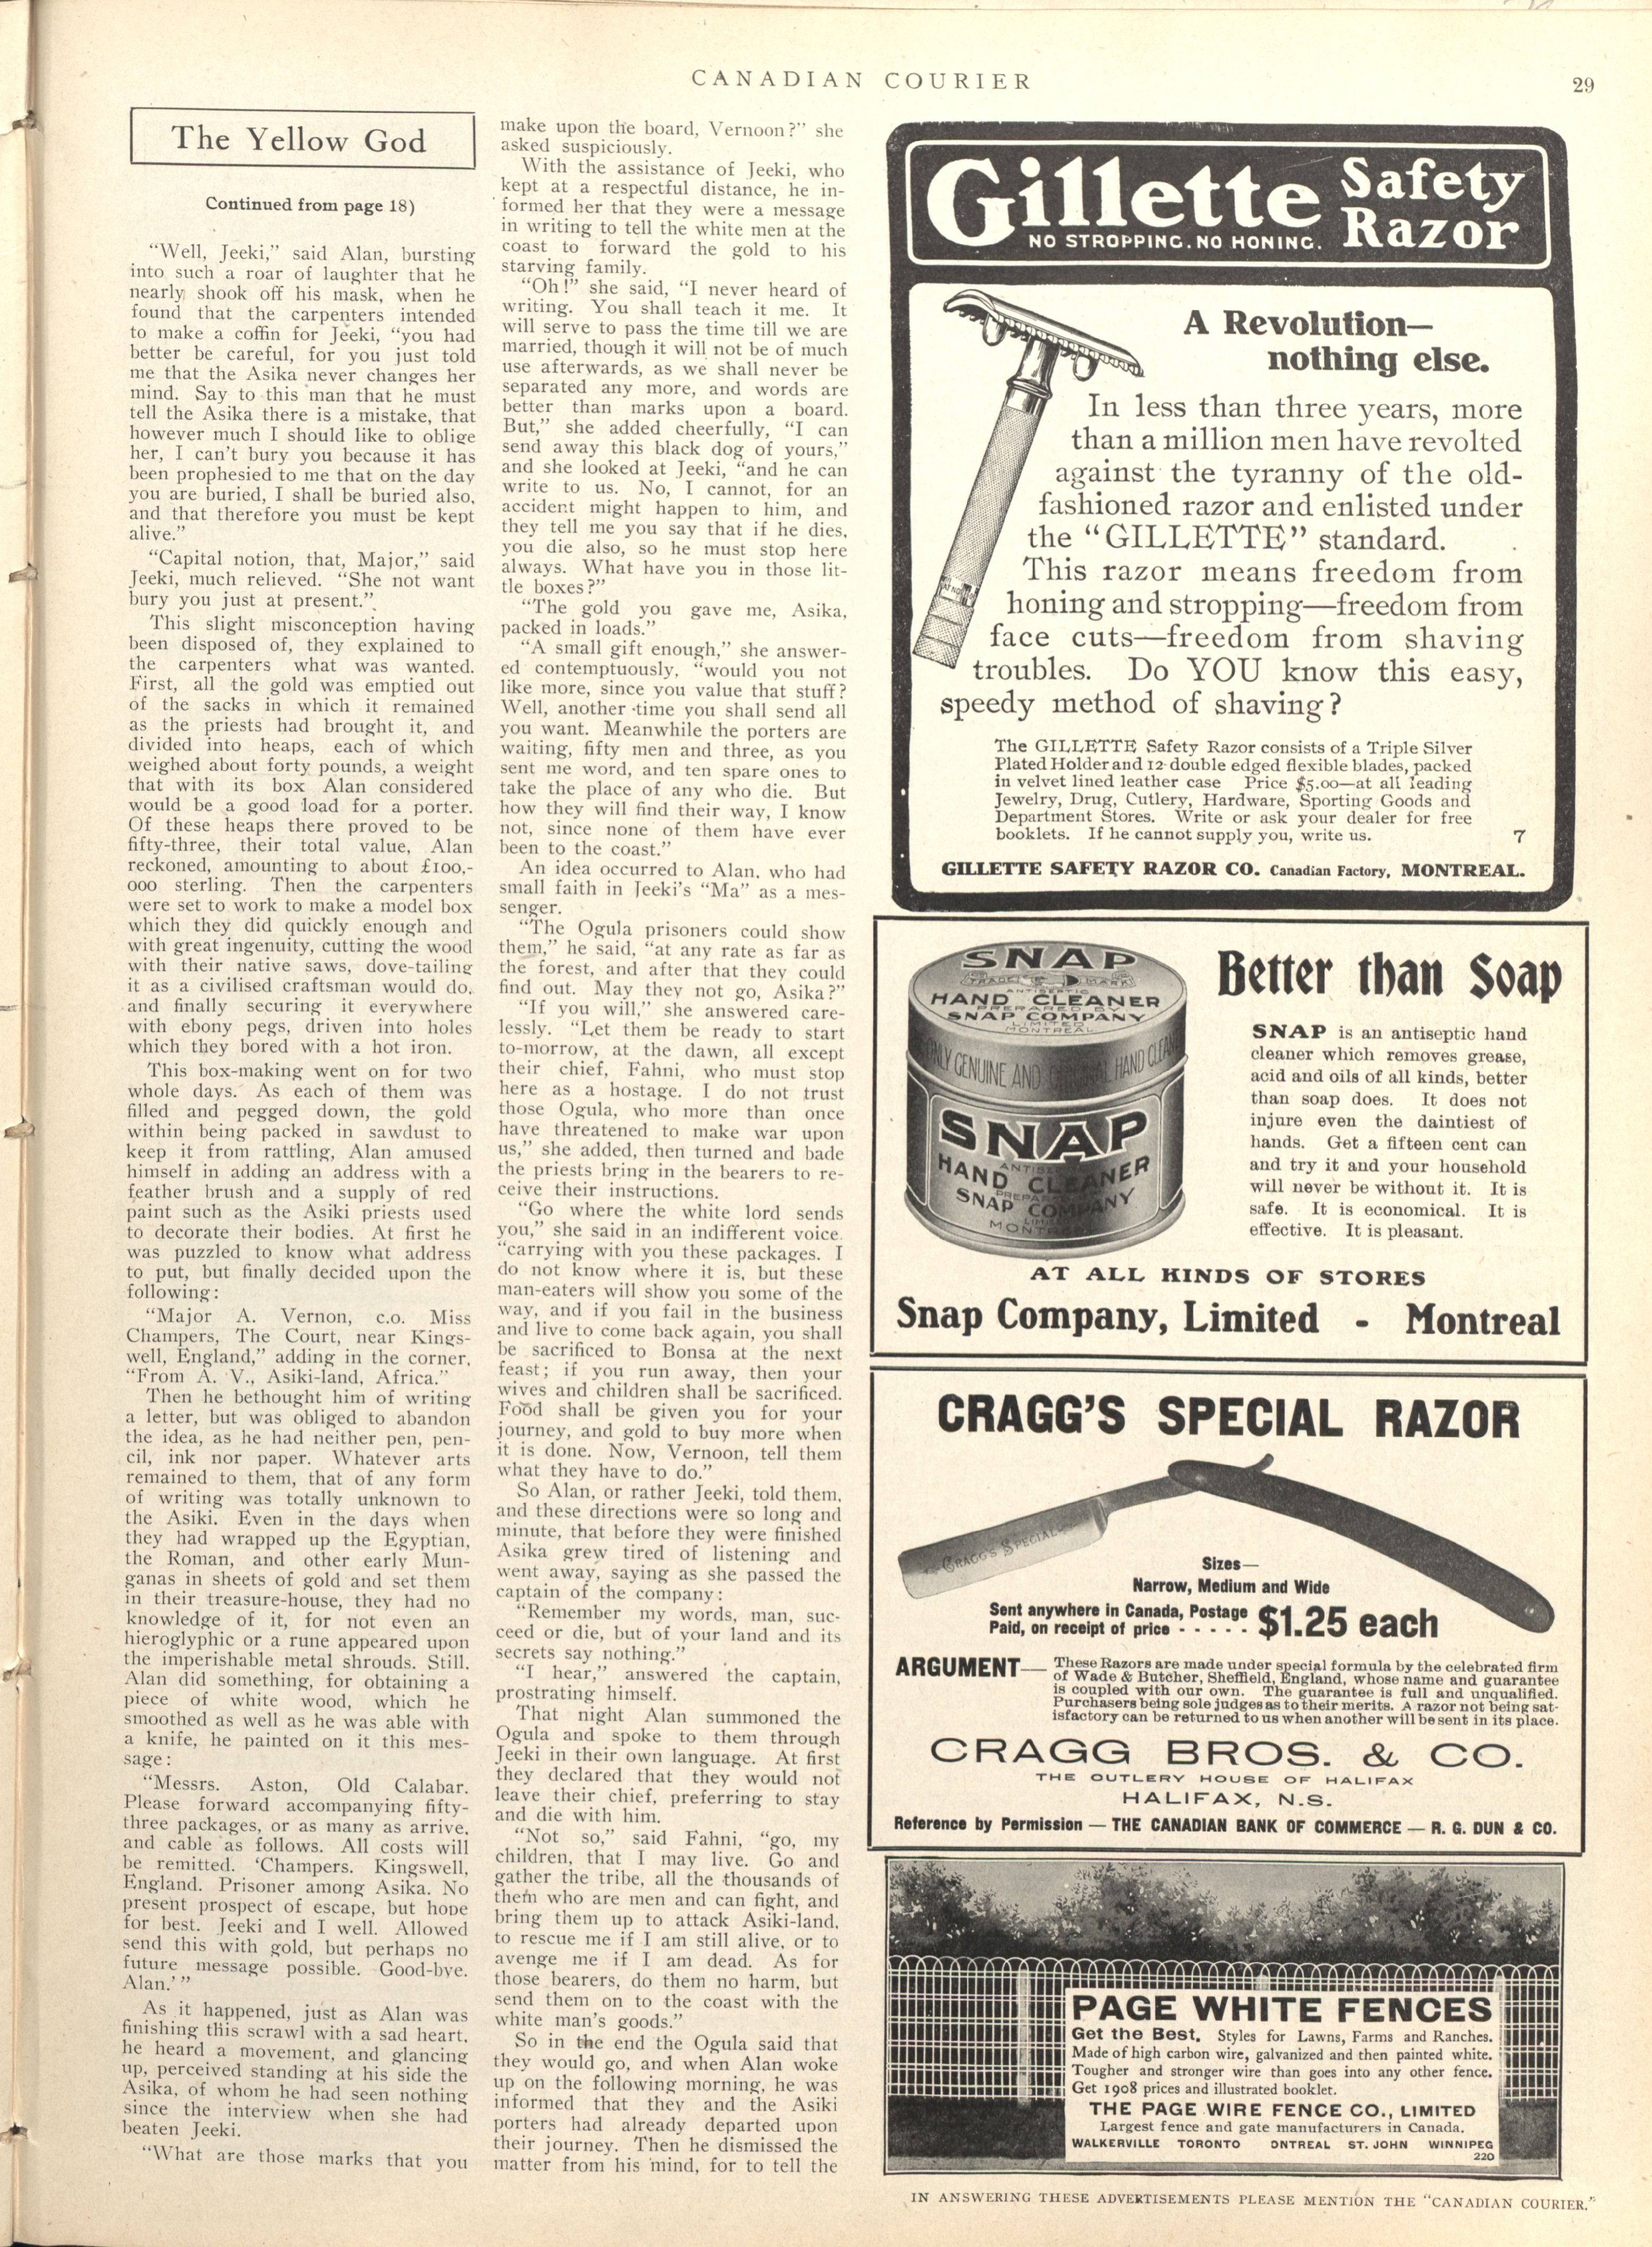 CANADIAN COURIER
29
The Yellow God
Continued from page 18)
"Well, Jeeki," said Alan, bursting
into such a roar of laughter that he
nearly shook off his mask, when he
found that the carpenters intended
to make a coffin for Jeeki, "you had
better be careful, for you just told
me that the Asika never changes her
mind. Say to this man that he must
tell the Asika there is a mistake, that
however much I should like to oblige
her, I can't bury you because it has
been prophesied to me that on the day
you are buried, I shall be buried also,
and that therefore you must be kept
alive."
"Capital notion, that, Major," said
Jeeki, much relieved. "She not want
bury you just at present."
This slight misconception having
been disposed of, they explained to
the carpenters what was wanted.
First, all the gold was emptied out
of the sacks in which it remained
as the priests had brought it, and
divided into heaps, each of which
weighed about forty pounds, a weight
that with its box Alan considered
would be a good load for a porter.
Of these heaps there proved to be
fifty-three, their total value, Alan
reckoned, amounting to about £100,-
000 sterling. Then the carpenters
were set to work to make a model box
which they did quickly enough and
with great ingenuity, cutting the wood
with their native saws, dove-tailing
it as a civilised craftsman would do,
and finally securing it everywhere
with ebony pegs, driven into holes
which they bored with a hot iron.
This box-making went on for two
whole days. As each of them was
filled and pegged down, the gold
within being packed in sawdust to
keep it from rattling, Alan amused
himself in adding an address with a
feather brush and a supply of red
paint such as the Asiki priests used
to decorate their bodies. At first he
was puzzled to know what address
to put, but finally decided upon the
following:
"Major A. Vernon, c.o. Miss
Champers, The Court, near Kings-
well, England," adding in the corner,
"From A. V., Asiki-land, Africa."
Then he bethought him of writing
a letter, but was obliged to abandon
the idea, as he had neither pen, pen-
cil, ink nor paper. Whatever arts
remained to them, that of any form
of writing was totally unknown to
the Asiki. Even in the days when
they had wrapped up the Egyptian,
the Roman, and other early Mun-
ganas in sheets of gold and set them
in their treasure-house, they had no
knowledge of it, for not even an
hieroglyphic or a rune appeared upon
the imperishable metal shrouds. Still,
Alan did something, for obtaining a
piece of white wood, which he
smoothed as well as he was able with
a knife, he painted on it this mes-
sage:
"Messrs. Aston, Old Calabar.
Please forward accompanying fifty-
three packages, or as many as arrive,
and cable as follows. All costs will
be remitted. 'Champers. Kingswell,
England. Prisoner among Asika. No
present prospect of escape, but hope
for best. Jeeki and I well. Allowed
send this with gold, but perhaps no
future message possible. Good-bye.
Alan.'"
As it happened, just as Alan was
finishing this scrawl with a sad heart,
he heard a movement, and glancing
up, perceived standing at his side the
Asika, of whom he had seen nothing
since the interview when she had
beaten Jeeki.
"What are those marks that you
make upon the board, Vernoon?" she
asked suspiciously.
With the assistance of Jeeki, who
kept at a respectful distance, he in-
formed her that they were a message
in writing to tell the white men at the
coast to forward the gold to his
starving family.
"Oh!" she said, "I never heard of
writing. You shall teach it me. It
will serve to pass the time till we are
married, though it will not be of much
use afterwards, as we shall never be
separated any more, and words are
better than marks upon a board.
But," she added cheerfully, "I can
send away this black dog of yours,"
and she looked at Jeeki, "and he can
write to us. No, I cannot, for an
accident might happen to him, and
they tell me you say that if he dies,
you die also, so he must stop here
always. What have you in those lit-
tle boxes?"
"The gold you gave me, Asika,
packed in loads."
"A small gift enough," she answer-
ed contemptuously, "would you not
like more, since you value that stuff?
Well, another time you shall send all
you want. Meanwhile the porters are
waiting, fifty men and three, as you
sent me word, and ten spare ones to
take the place of any who die. But
how they will find their way, I know
not, since none of them have ever
been to the coast."
An idea occurred to Alan, who had
small faith in Jeeki's "Ma" as a mes-
senger.
"The Ogula prisoners could show
them," he said, "at any rate as far as
the forest, and after that they could
find out. May they not go, Asika?"
"If you will," she answered care-
lessly. "Let them be ready to start
to-morrow, at the dawn, all except
their chief, Fahni, who must stop
here as a hostage. I do not trust
those Ogula, who more than once
have threatened to make war upon
us," she added, then turned and bade
the priests bring in the bearers to re-
ceive their instructions.
"Go where the white lord sends
you," she said in an indifferent voice.
"carrying with you these packages. I
do not know where it is, but these
man-eaters will show you some of the
way, and if you fail in the business
and live to come back again, you shall
be sacrificed to Bonsa at the next
feast; if you run away, then your
wives and children shall be sacrificed.
Food shall be given you for your
journey, and gold to buy more when
it is done. Now, Vernoon, tell them
what they have to do."
So Alan, or rather Jeeki, told them,
and these directions were so long and
minute, that before they were finished
Asika grew tired of listening and
went away, saying as she passed the
captain of the company:
"Remember my words, man, suc-
ceed or die, but of your land and its
secrets say nothing."
"I hear," answered the captain,
prostrating himself.
That night Alan summoned the
Ogula and spoke to them through
Jeeki in their own language. At first
they declared that they would not
leave their chief, preferring to stay
and die with him.
"Not so," said Fahni, "go, my
children, that I may live. Go and
gather the tribe, all the thousands of
them who are men and can fight, and
bring them up to attack Asiki-land,
to rescue me if I am still alive, or to
avenge me if I am dead. As for
those bearers, do them no harm, but
send them on to the coast with the
white man's goods."
So in the end the Ogula said that
they would go, and when Alan woke
up on the following morning, he was
informed that they and the Asiki
porters had already departed upon
their journey. Then he dismissed the
matter from his mind, for to tell the
Gillette Safety
Razor
NO STROPPING. NO HONING.
A Revolution—
nothing else.
In less than three years, more
than a million men have revolted
against the tyranny of the old-
fashioned razor and enlisted under
the "GILLETTE" standard.
This razor means freedom from
honing and stropping—freedom from
face cuts—freedom from shaving
troubles. Do YOU know this easy,
speedy method of shaving?
The GILLETTE Safety Razor consists of a Triple Silver
Plated Holder and 12 double edged flexible blades, packed
in velvet lined leather case Price $5.00—at all leading
Jewelry, Drug, Cutlery, Hardware, Sporting Goods and
Department Stores. Write or ask your dealer for free
booklets. If he cannot supply you, write us.
7
GILLETTE SAFETY RAZOR CO. Canadian Factory, MONTREAL.
SNAP
TRADE MARK
ANTISEPTIC
HAND CLEANER
PREPARED BY
SNAP COMPANY
LIMITED
MONTREAL
ONLY GENUINE AND ORIGINAL HAND CLEAN
SNAP
ANTISEPTIC
HAND CLEANER
PREPARED
SNAP COMPANY
LIMITED
MONTREAL
Better than Soap
SNAP is an antiseptic hand
cleaner which removes grease,
acid and oils of all kinds, better
than soap does. It does not
injure even the daintiest of
hands. Get a fifteen cent can
and try it and your household
will never be without it. It is
safe. It is economical. It is
effective. It is pleasant.
AT ALL KINDS OF STORES
Snap Company, Limited - Montreal
CRAGG'S SPECIAL RAZOR
CRAGG'S SPECIAL
Sizes—
Narrow, Medium and Wide
Sent anywhere in Canada, Postage
Paid, on receipt of price - - - - - $1.25 each
ARGUMENT— These Razors are made under special formula by the celebrated firm
of Wade & Butcher, Sheffield, England, whose name and guarantee
is coupled with our own. The guarantee is full and unqualified.
Purchasers being sole judges as to their merits. A razor not being sat-
isfactory can be returned to us when another will be sent in its place.
CRAGG BROS. & CO.
THE CUTLERY HOUSE OF HALIFAX
HALIFAX, N.S.
Reference by Permission — THE CANADIAN BANK OF COMMERCE — R. G. DUN & CO.
PAGE WHITE FENCES
Get the Best. Styles for Lawns, Farms and Ranches.
Made of high carbon wire, galvanized and then painted white.
Tougher and stronger wire than goes into any other fence.
Get 1908 prices and illustrated booklet.
THE PAGE WIRE FENCE CO., LIMITED
Largest fence and gate manufacturers in Canada.
WALKERVILLE TORONTO ONTREAL ST. JOHN WINNIPEG
220
IN ANSWERING THESE ADVERTISEMENTS PLEASE MENTION THE "CANADIAN COURIER."